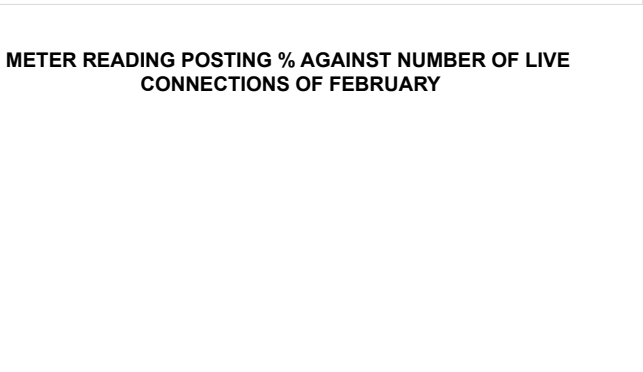 METER READING POSTING % AGAINST NUMBER OF LIVE
CONNECTIONS OF FEBRUARY